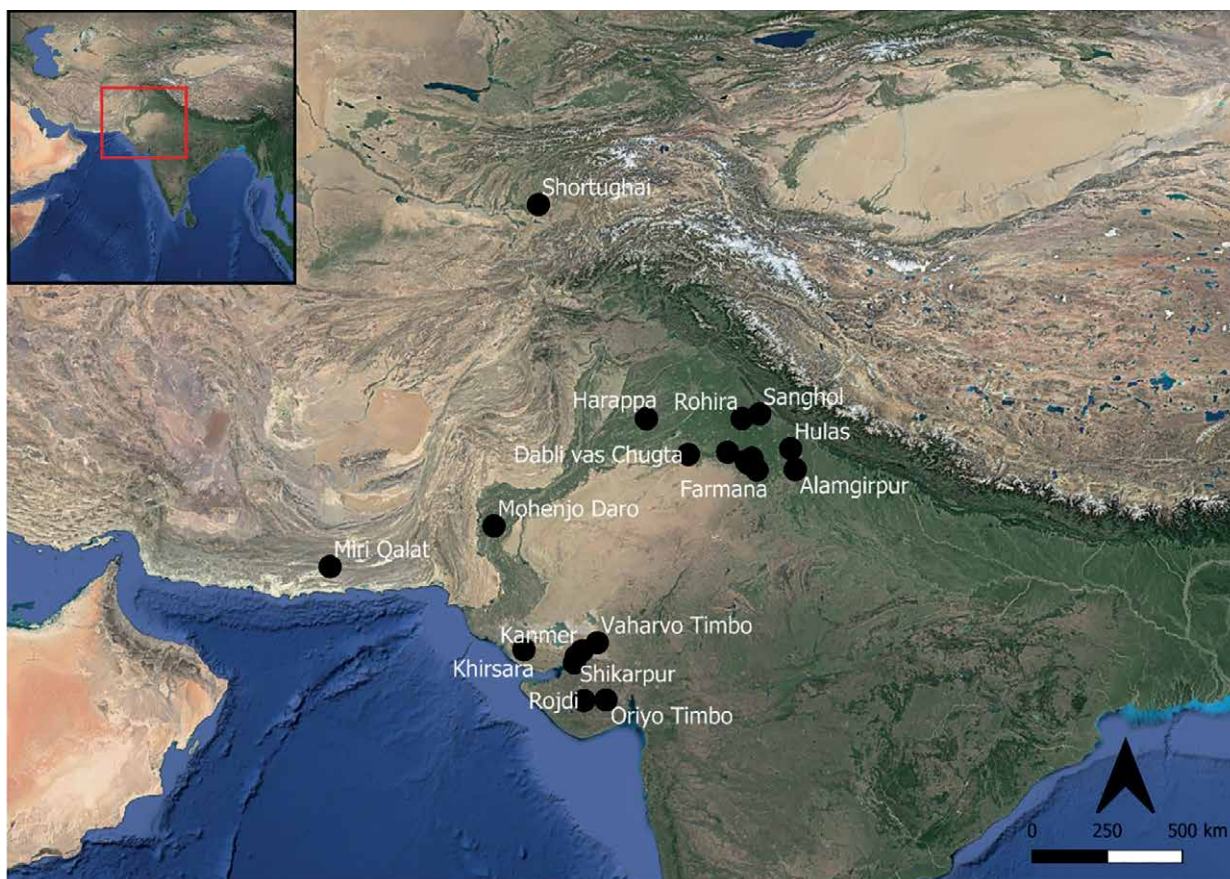 Shortughai
Harappa
Rohira
Sanghol
Hulas
Dabli vas Chugta
Farmana
Alamgirpur
Mohenjo Daro
Miri Qalat
Kanmer
Vaharvo Timbo
Khirsara
Shikarpur
Rojdi
Oriyo Timbo
0 250 500 km